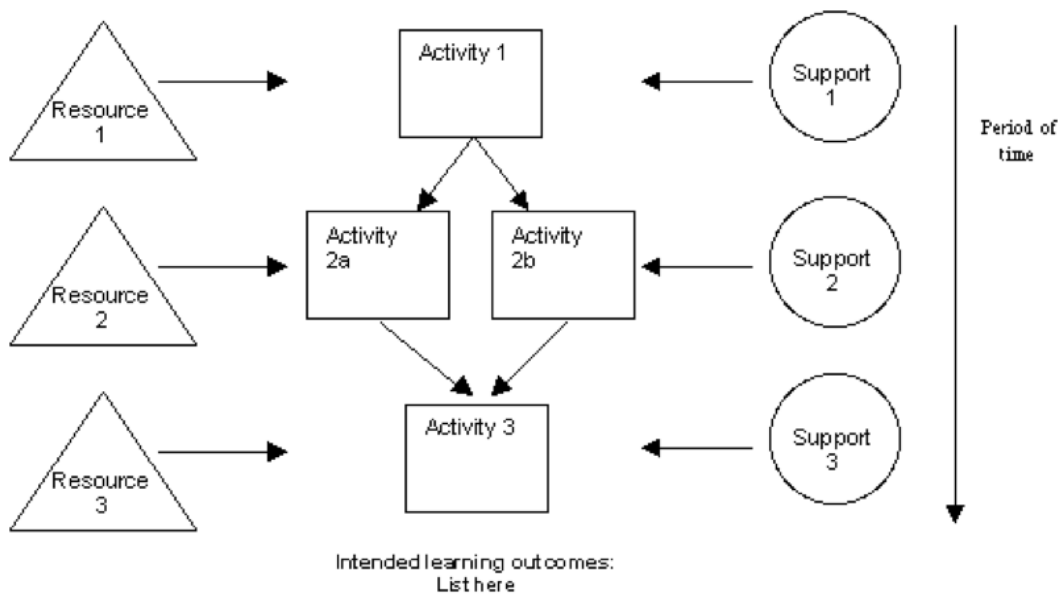 Activity 1
Resource
1
Support
1
Period of
time
Activity
2a
Activity
2b
Resource
2
Support
2
Activity 3
Resource
3
Support
3
Intended learning outcomes:
List here